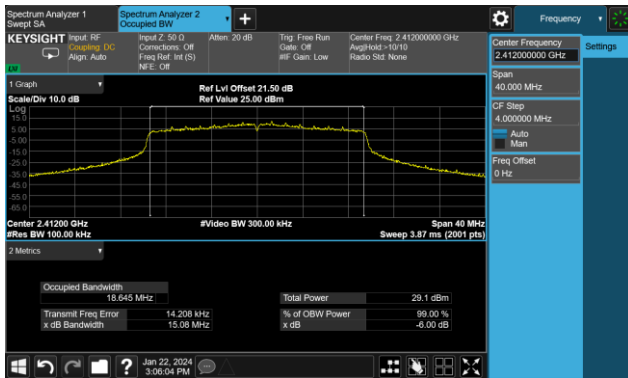 Spectrum Analyzer 1
Swept SA
Spectrum Analyzer 2
Occupied BW
Frequency
KEYSIGHT
Input: RF
Coupling: DC
Align: Auto
Input Z: 50 Ω
Corrections: Off
Freq Ref: Int (S)
NFE: Off
Atten: 20 dB
Trig: Free Run
Gate: Off
#IF Gain: Low
Center Freq: 2.412000000 GHz
Avg|Hold:>10/10
Radio Std: None
Center Frequency
2.412000000 GHz
Settings
Span
40.000 MHz
CF Step
4.000000 MHz
Auto
Man
Freq Offset
0 Hz
1 Graph
Scale/Div 10.0 dB
Ref Lvl Offset 21.50 dB
Ref Value 25.00 dBm
Log
15.0
5.00
-5.00
-15.0
-25.0
-35.0
-45.0
-55.0
-65.0
Center 2.41200 GHz
#Res BW 100.00 kHz
#Video BW 300.00 kHz
Span 40 MHz
Sweep 3.87 ms (2001 pts)
2 Metrics
Occupied Bandwidth
18.645 MHz
Total Power 29.1 dBm
Transmit Freq Error 14.208 kHz
% of OBW Power 99.00 %
x dB Bandwidth 15.08 MHz
x dB -6.00 dB
?
Jan 22, 2024
3:06:04 PM